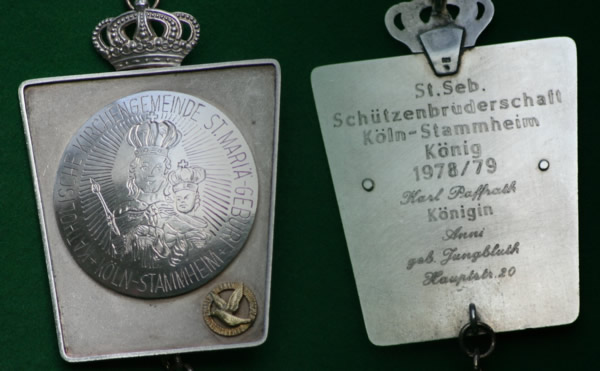 KATHOLISCHE KIRCHENGEMEINDE ST. MARIA GEBURT
KÖLN-STAMMHEIM
St. Seb.
Schützenbruderschaft
Köln-Stammheim
König
1978/79
Karl Paffrath
Königin
Anni
geb. Jungbluth
Hauptstr. 20